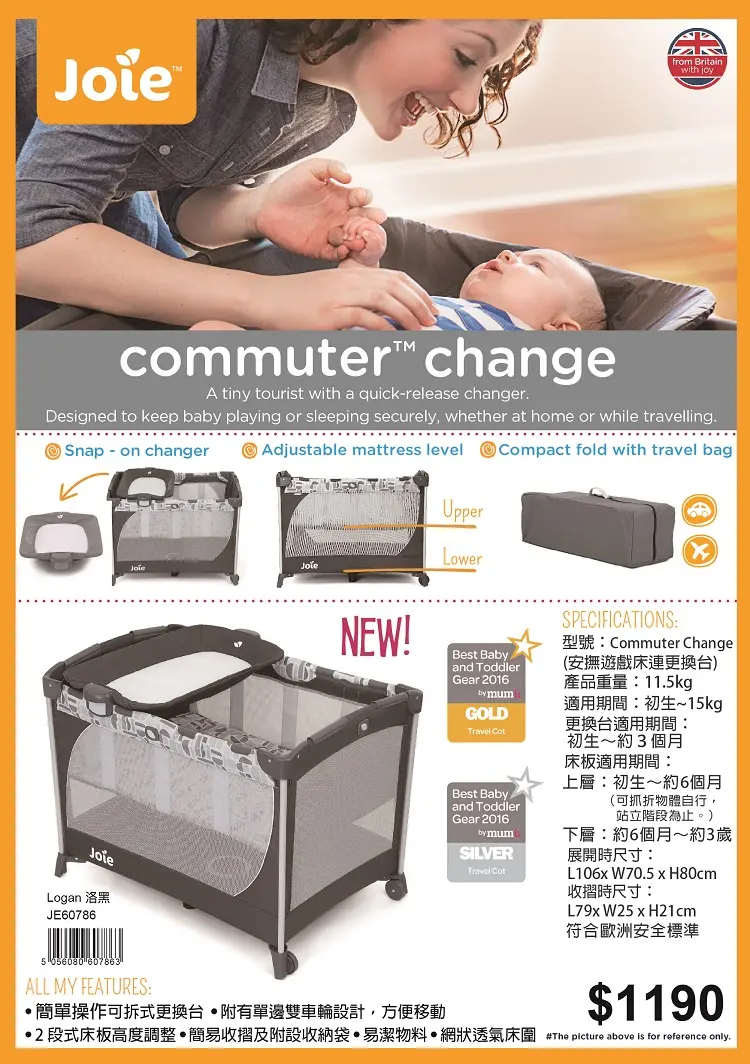 Joie™
from Britain
with joy
commuter™ change
A tiny tourist with a quick-release changer.
Designed to keep baby playing or sleeping securely, whether at home or while travelling.
Snap - on changer
Adjustable mattress level
Compact fold with travel bag
Upper
Lower
Joie
Joie
NEW!
Best Baby
and Toddler
Gear 2016
by mum
GOLD
Travel Cot
Best Baby
and Toddler
Gear 2016
by mum
SILVER
Travel Cot
Joie
Logan 洛黑
JE60786
5 056080 607863
SPECIFICATIONS:
型號：Commuter Change
(安撫遊戲床連更換台)
產品重量：11.5kg
適用期間：初生~15kg
更換台適用期間：
初生～約３個月
床板適用期間：
上層：初生～約6個月
（可抓折物體自行，
站立階段為止。）
下層：約6個月～約3歲
展開時尺寸：
L106x W70.5 x H80cm
收摺時尺寸：
L79x W25 x H21cm
符合歐洲安全標準
ALL MY FEATURES:
•簡單操作可拆式更換台 •附有單邊雙車輪設計，方便移動
•2 段式床板高度調整•簡易收摺及附設收納袋•易潔物料•網狀透氣床圍
$1190
#The picture above is for reference only.